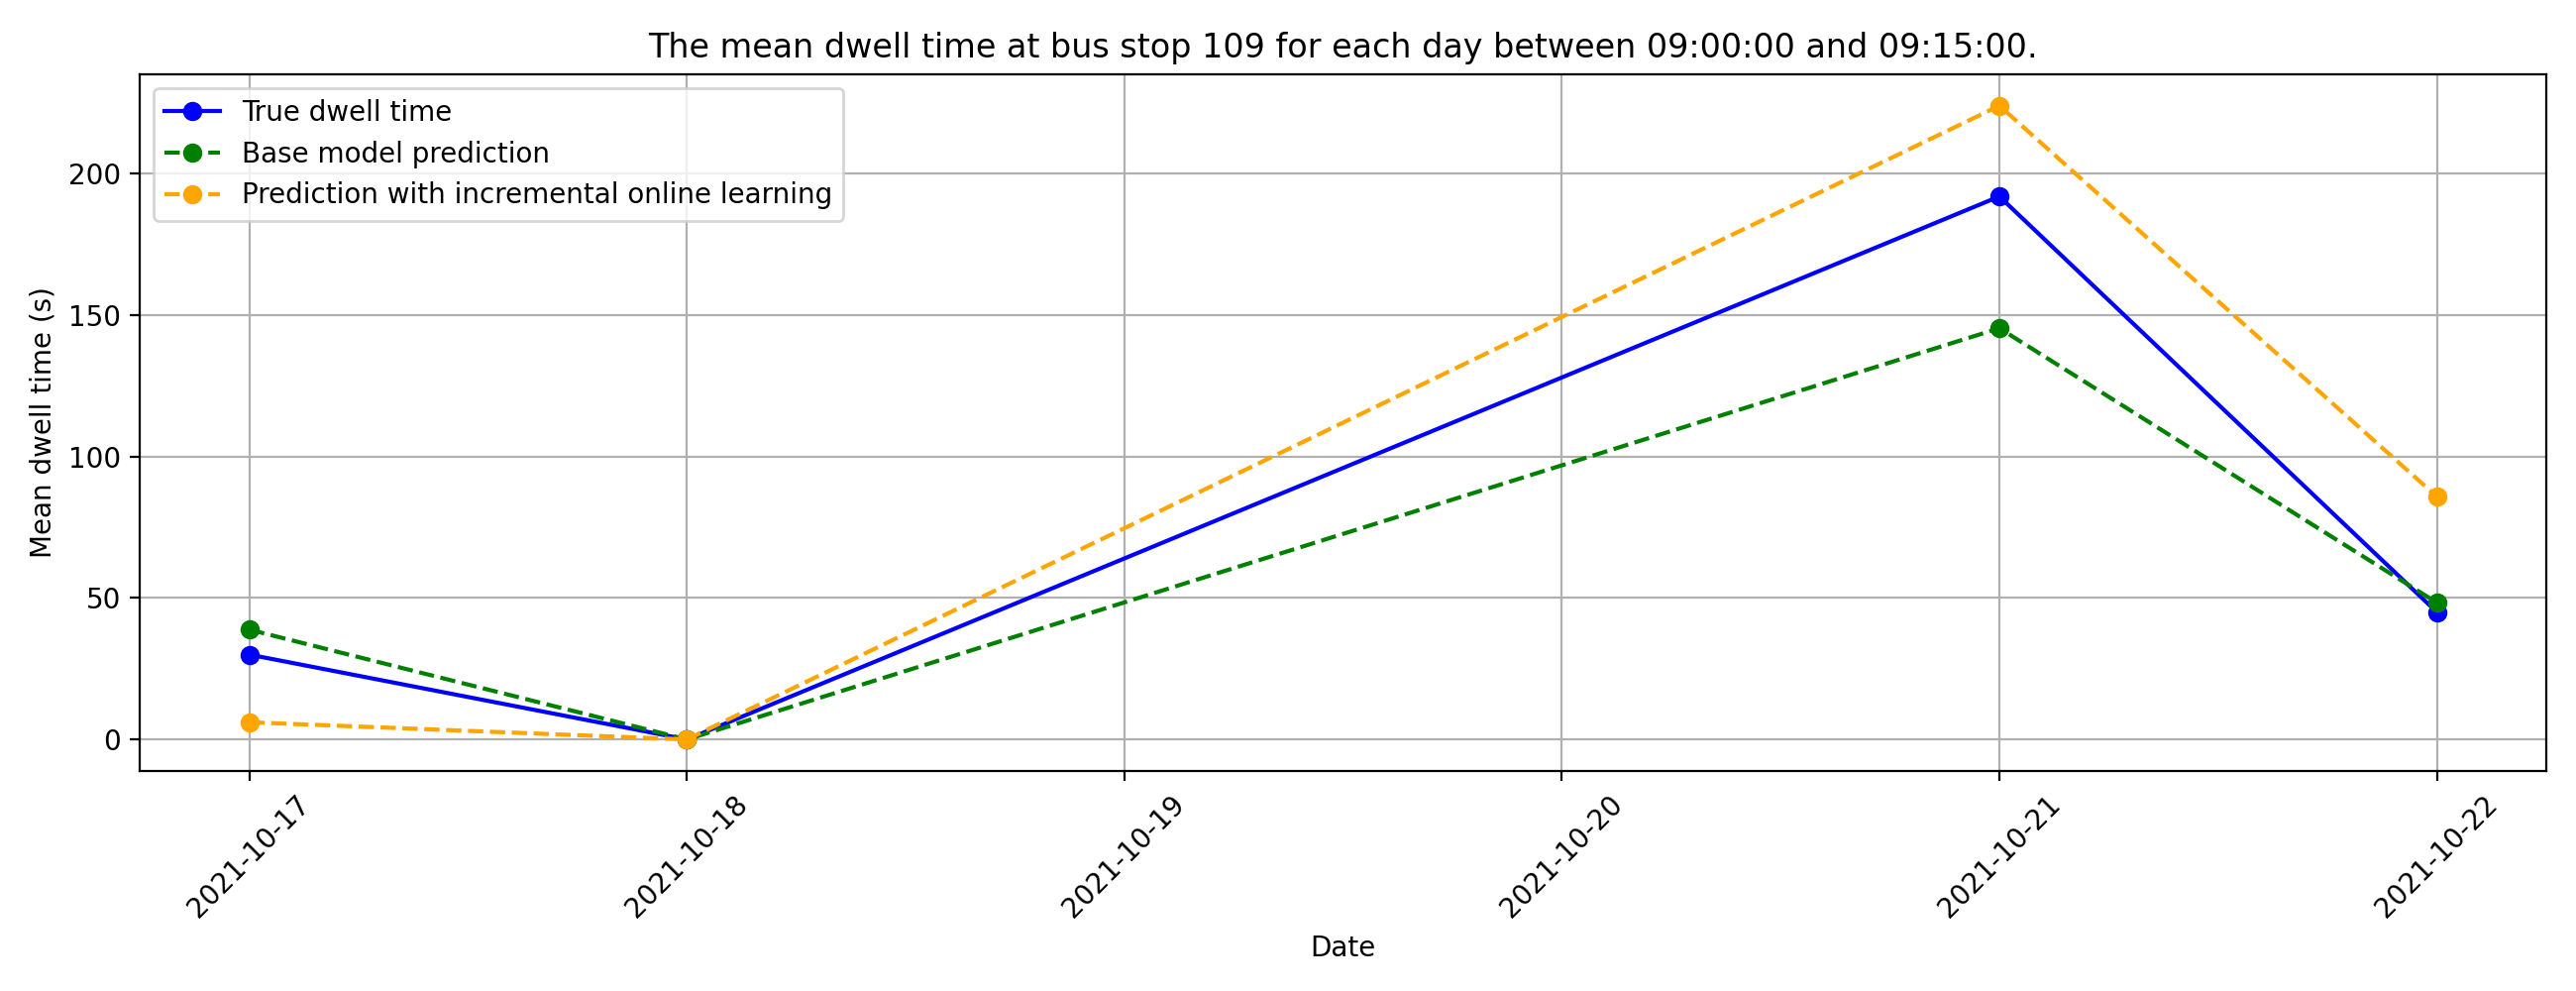 The mean dwell time at bus stop 109 for each day between 09:00:00 and 09:15:00.
True dwell time
Base model prediction
Prediction with incremental online learning
Mean dwell time (s)
200
150
100
50
0
2021-10-17
2021-10-18
2021-10-19
2021-10-20
2021-10-21
2021-10-22
Date